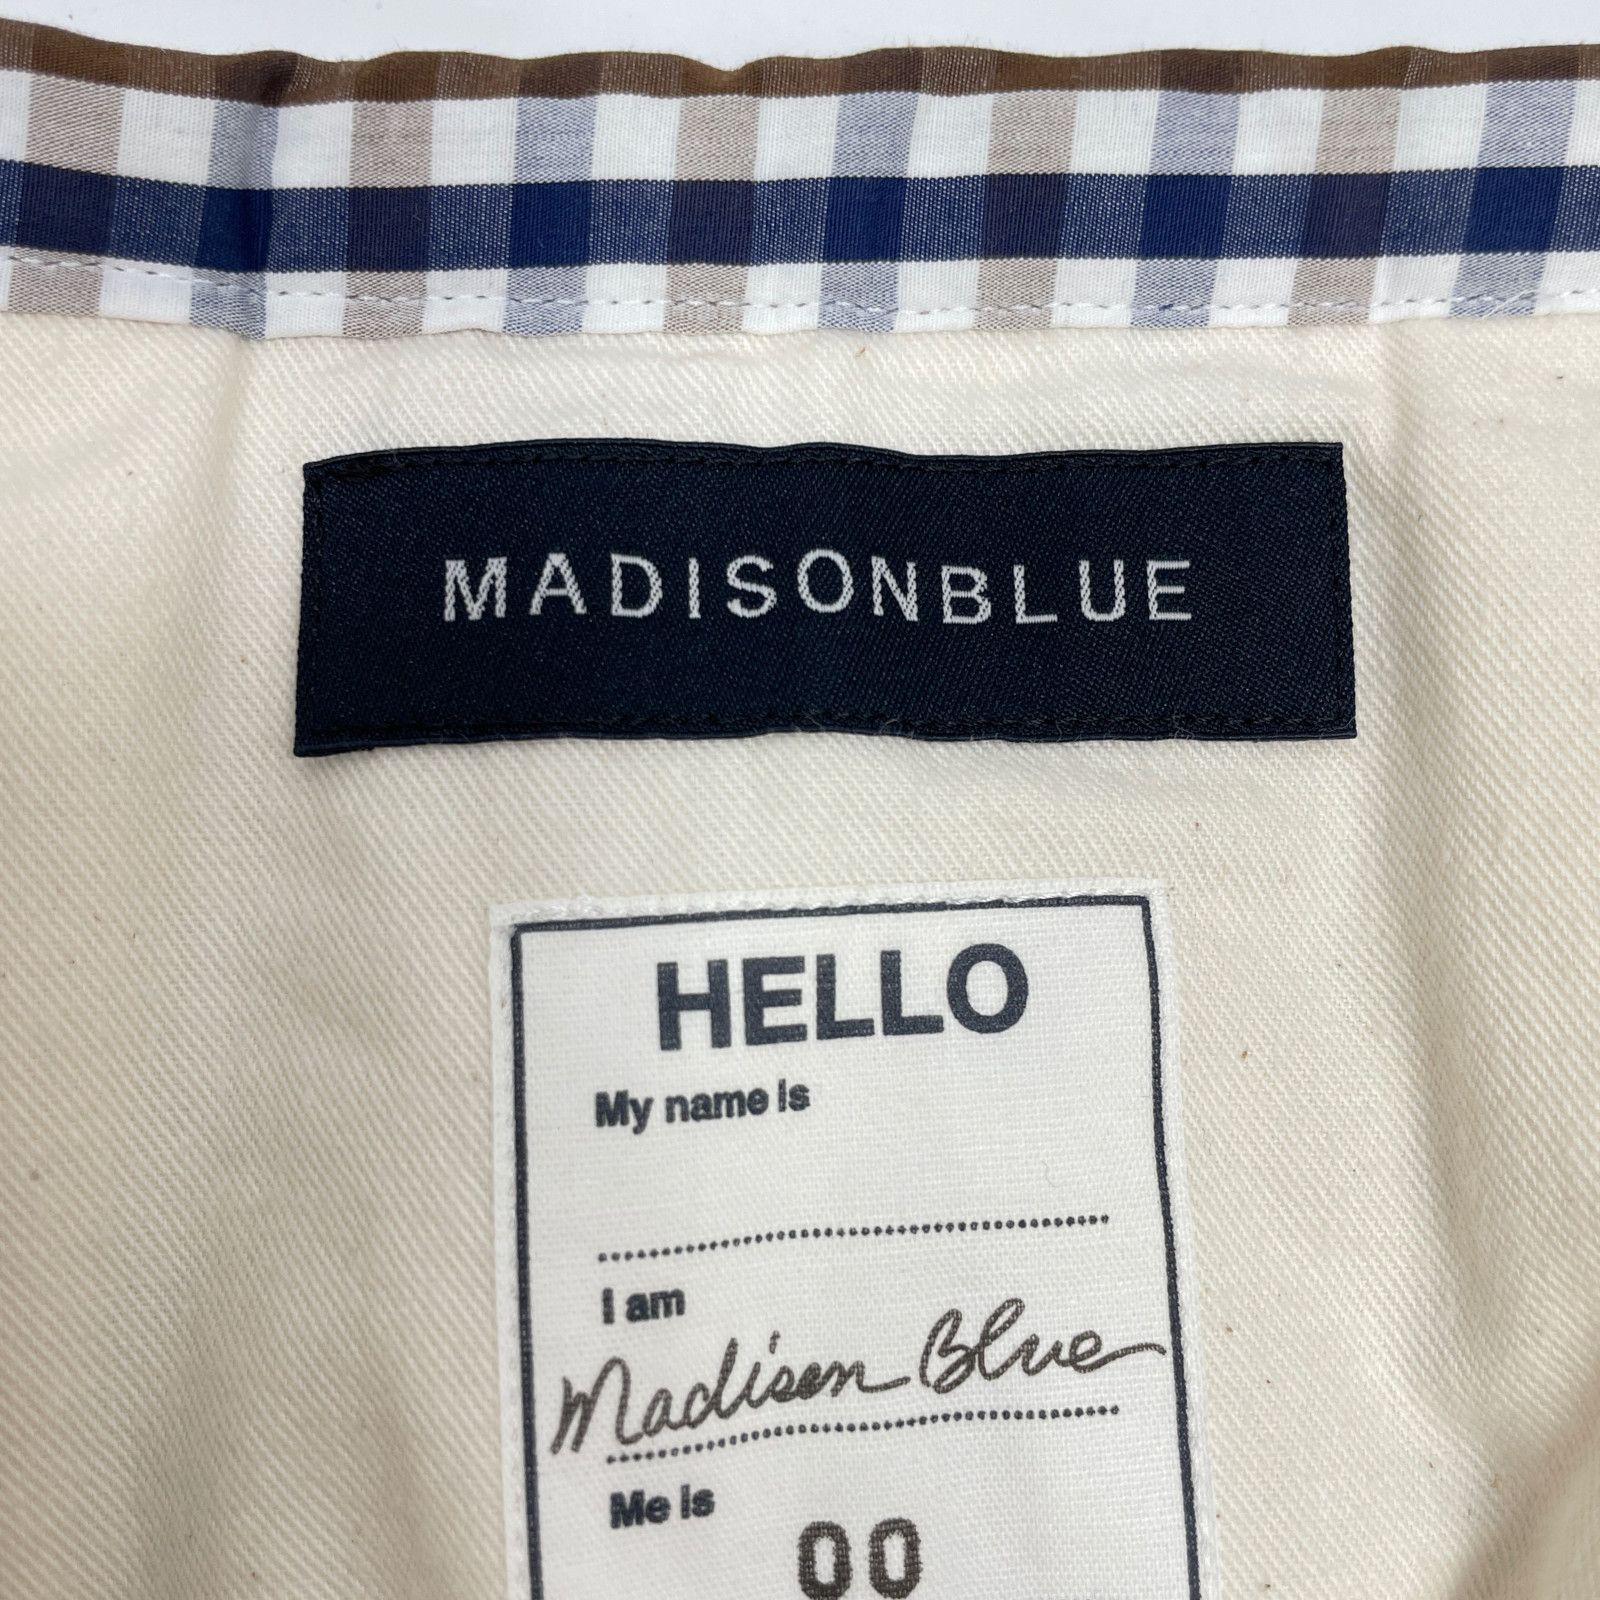 MADISONBLUE
HELLO
My name is
I am
Madison Blue
Me is
00